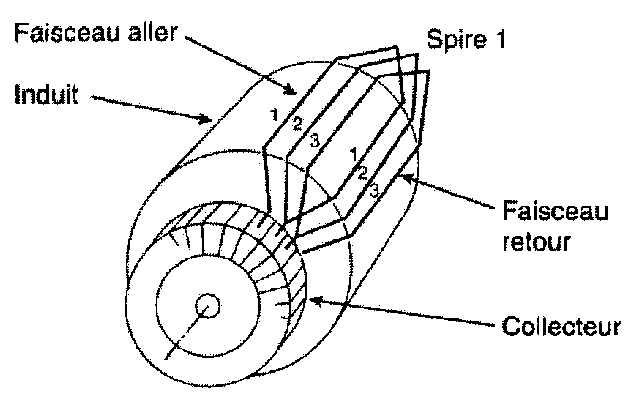 Faisceau aller
Spire 1
Induit
1 2 3
1 2 3
Faisceau
retour
Collecteur